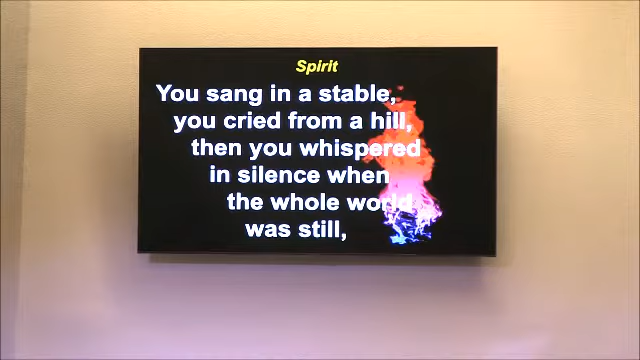 Spirit
You sang in a stable,
you cried from a hill,
then you whispered
in silence when
the whole world
was still,